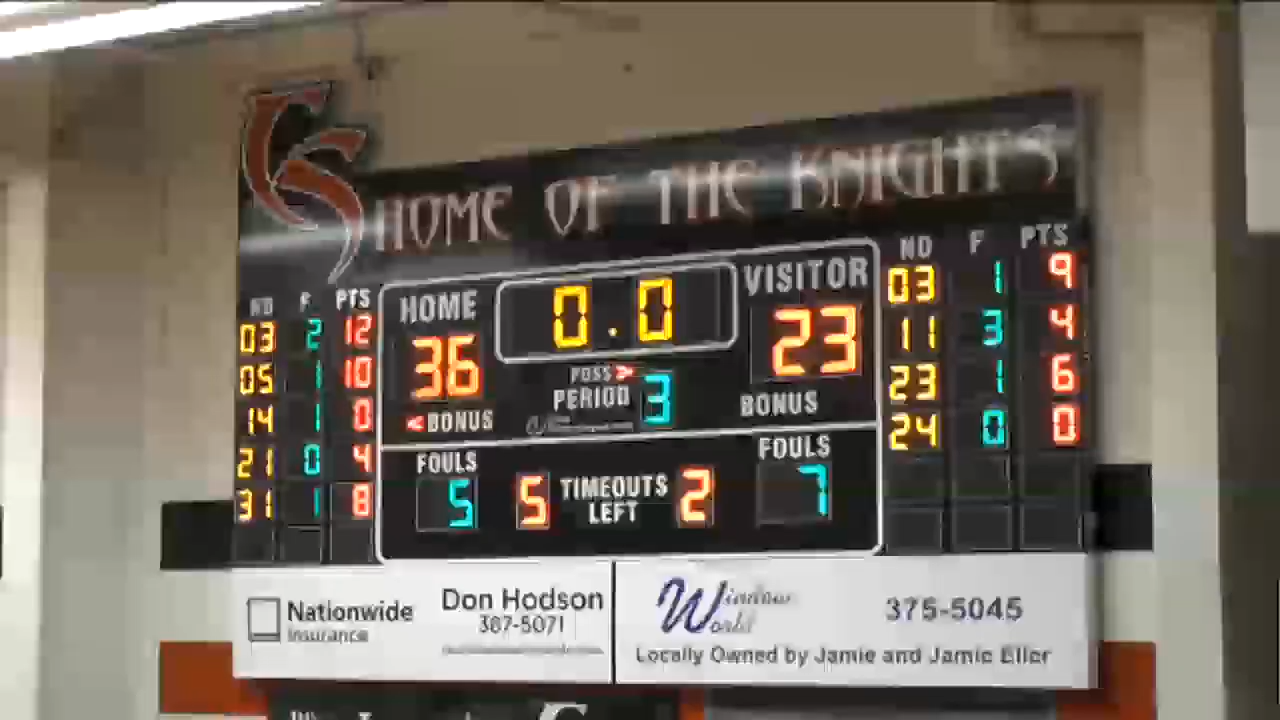 HOME OF THE KNIGHTS
NO F PTS
03 2 12
05 1 10
14 1 0
21 0 4
31 1 8
HOME
36
<BONUS
0.0
POSS >
PERIOD 3
VISITOR
23
BONUS
FOULS
5
5 TIMEOUTS LEFT 2
FOULS
7
NO F PTS
03 1 9
11 3 4
23 1 6
24 0 0
Nationwide
Insurance
Don Hodson
387-5071
Window
World
375-5045
Locally Owned by Jamie and Jamie Eller